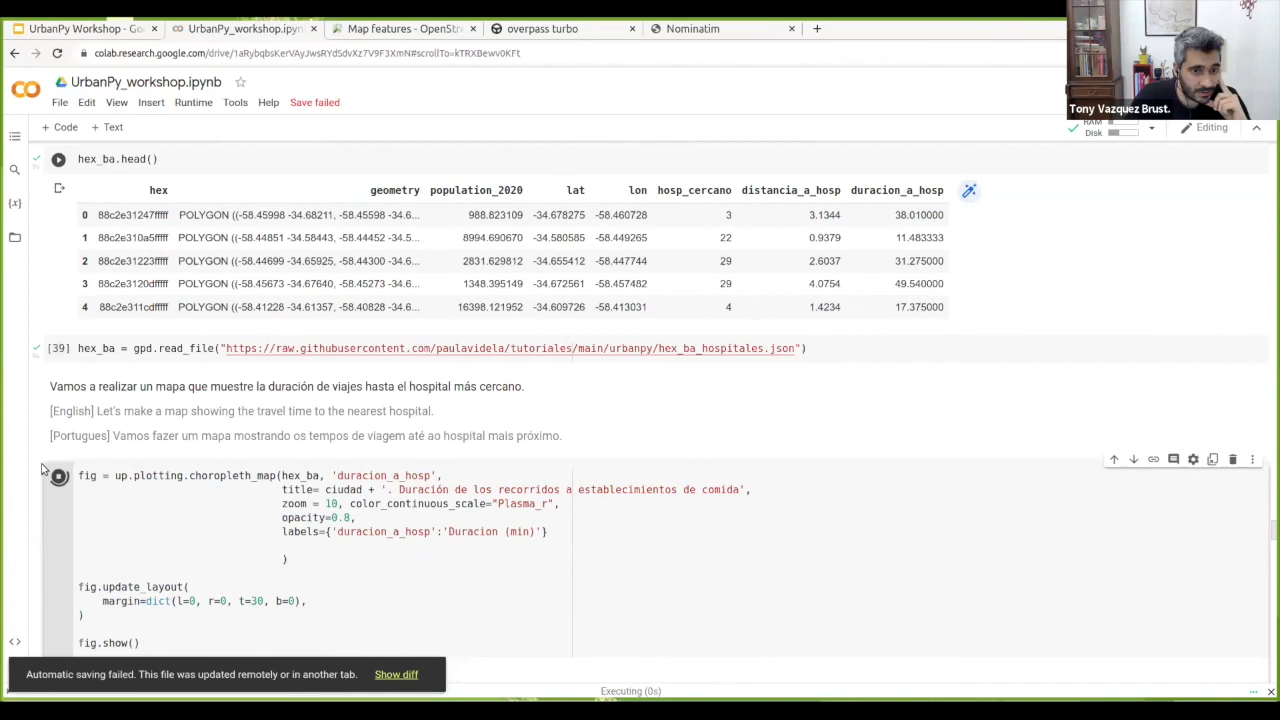 UrbanPy Workshop - Go
UrbanPy_workshop.ipyn
Map features - OpenStre
overpass turbo
Nominatim
colab.research.google.com/drive/1aRybqbsKerVAyJwsRYdSdvXz7V9F3XmN#scrollTo=kTRXBewv0KFt
UrbanPy_workshop.ipynb
File Edit View Insert Runtime Tools Help Save failed
Tony Vazquez Brust.
+ Code + Text
RAM
Disk
Editing
hex_ba.head()
hex geometry population_2020 lat lon hosp_cercano distancia_a_hosp duracion_a_hosp
0 88c2e31247fffff POLYGON ((-58.45998 -34.68211, -58.45598 -34.6... 988.823109 -34.678275 -58.460728 3 3.1344 38.010000
1 88c2e310a5fffff POLYGON ((-58.44851 -34.58443, -58.44452 -34.5... 8994.690670 -34.580585 -58.449265 22 0.9379 11.483333
2 88c2e31223fffff POLYGON ((-58.44699 -34.65925, -58.44300 -34.6... 2831.629812 -34.655412 -58.447744 29 2.6037 31.275000
3 88c2e3120dfffff POLYGON ((-58.45673 -34.67640, -58.45273 -34.6... 1348.395149 -34.672561 -58.457482 29 4.0754 49.540000
4 88c2e311cdfffff POLYGON ((-58.41228 -34.61357, -58.40828 -34.6... 16398.121952 -34.609726 -58.413031 4 1.4234 17.375000
[39] hex_ba = gpd.read_file("https://raw.githubusercontent.com/paulavidela/tutoriales/main/urbanpy/hex_ba_hospitales.json")
Vamos a realizar un mapa que muestre la duración de viajes hasta el hospital más cercano.
[English] Let's make a map showing the travel time to the nearest hospital.
[Portugues] Vamos fazer um mapa mostrando os tempos de viagem até ao hospital mais próximo.
fig = up.plotting.choropleth_map(hex_ba, 'duracion_a_hosp',
title= ciudad + '. Duración de los recorridos a establecimientos de comida',
zoom = 10, color_continuous_scale="Plasma_r",
opacity=0.8,
labels={'duracion_a_hosp':'Duracion (min)'}
)
fig.update_layout(
margin=dict(l=0, r=0, t=30, b=0),
)
fig.show()
Automatic saving failed. This file was updated remotely or in another tab. Show diff
Executing (0s)